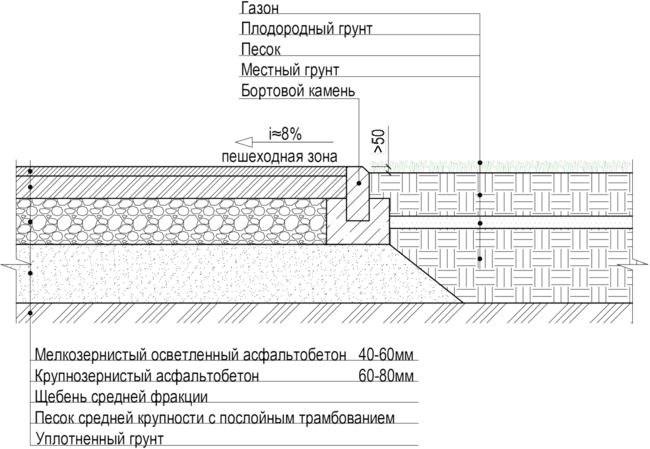 Газон
Плодородный грунт
Песок
Местный грунт
Бортовой камень
i≈8%
пешеходная зона
>50
Мелкозернистый осветленный асфальтобетон 40-60мм
Крупнозернистый асфальтобетон 60-80мм
Щебень средней фракции
Песок средней крупности с послойным трамбованием
Уплотненный грунт